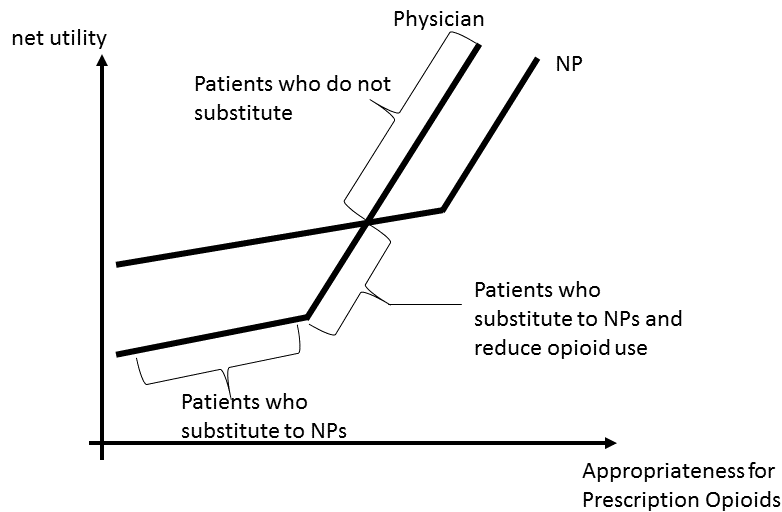 Physician
net utility
NP
Patients who do not
substitute
Patients who
substitute to NPs and
reduce opioid use
Patients who
substitute to NPs
Appropriateness for
Prescription Opioids